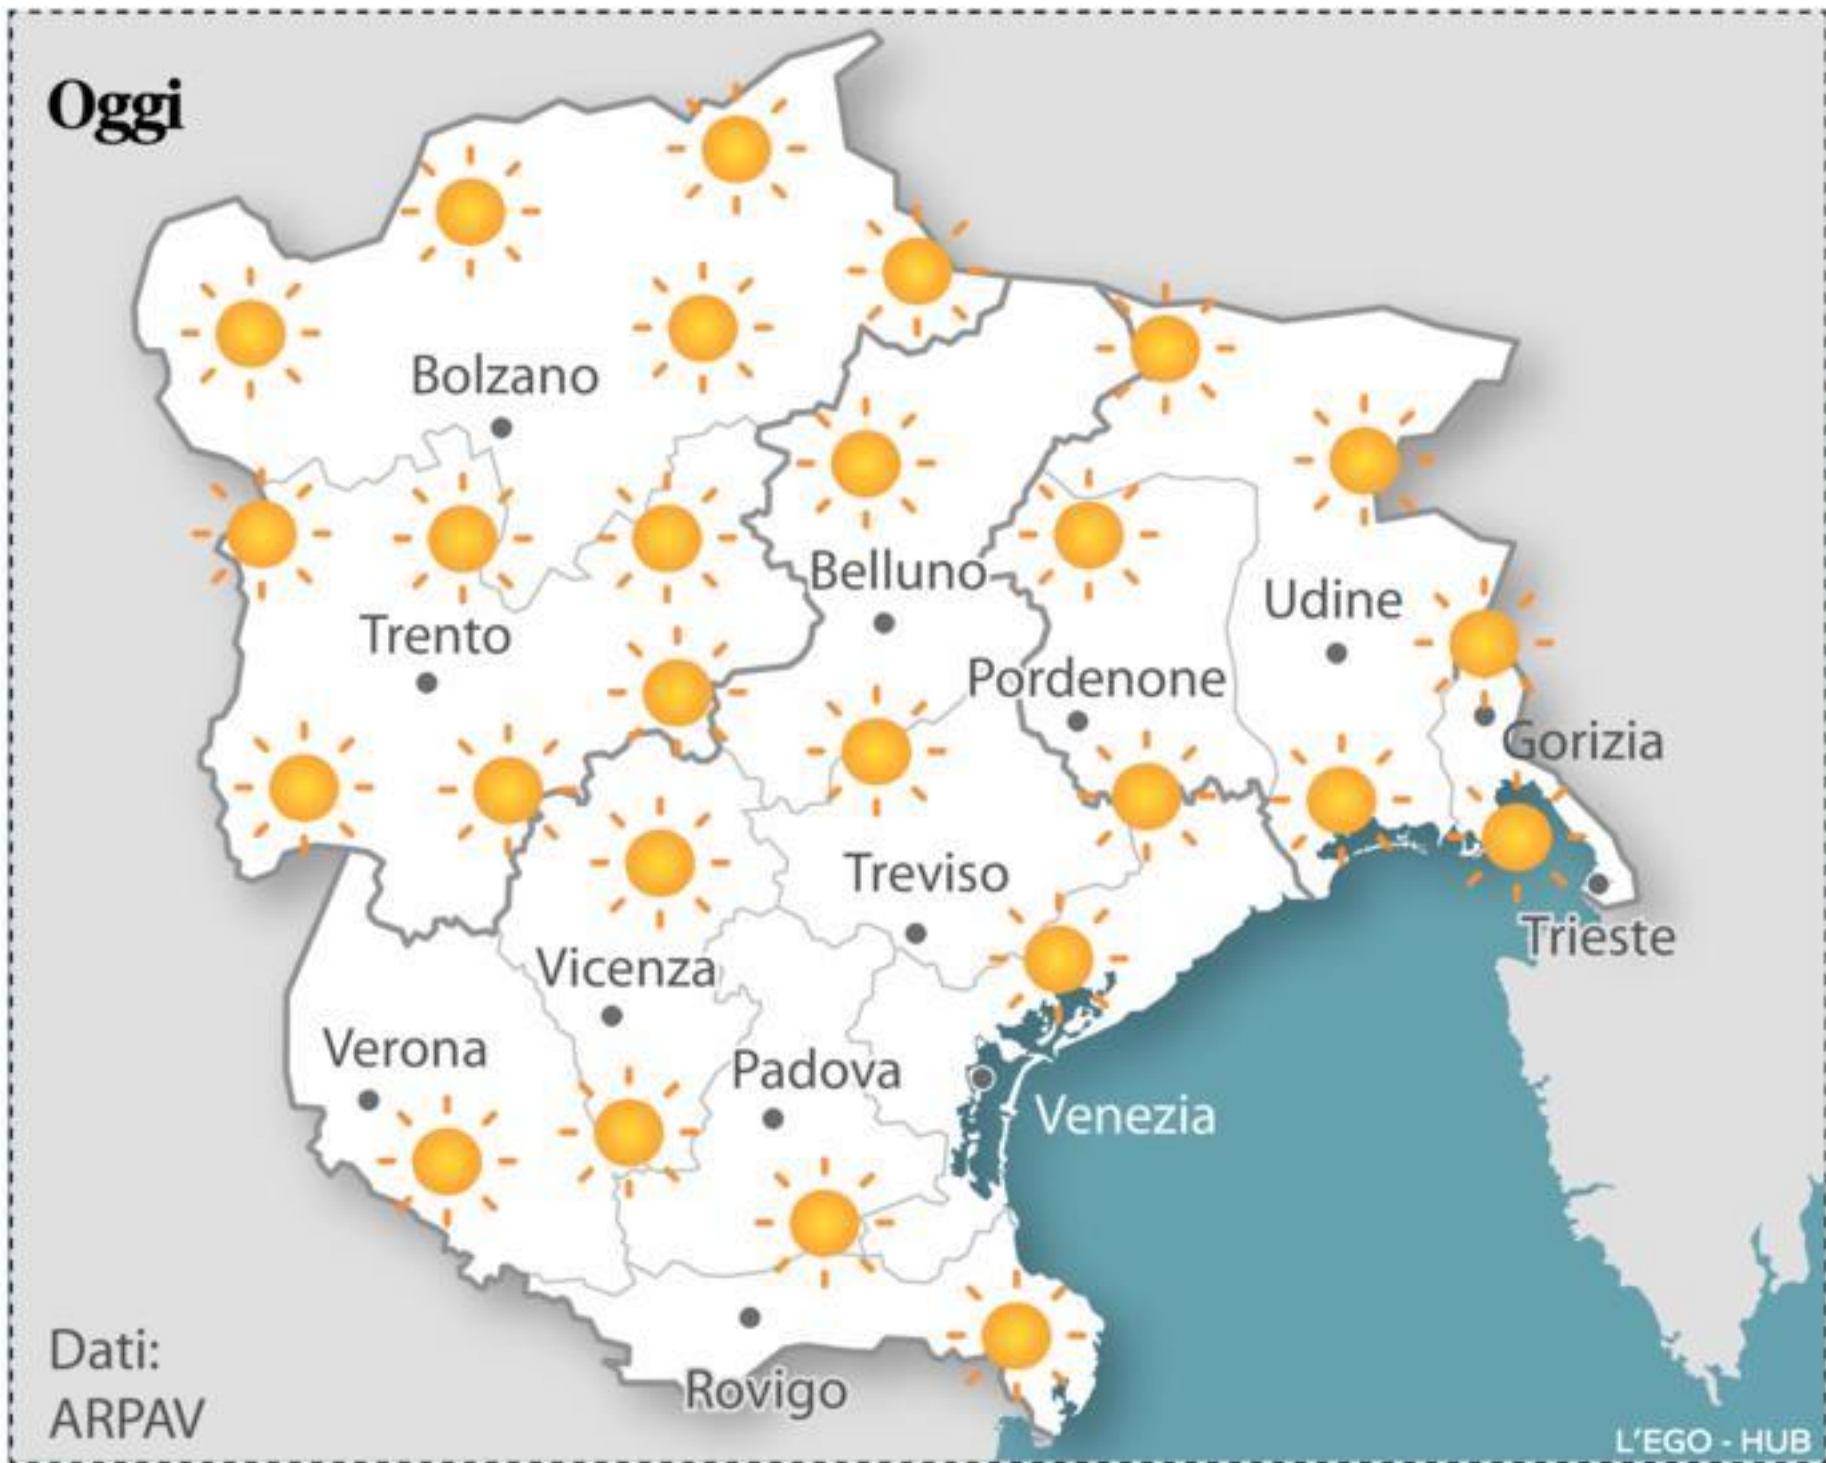 Oggi
Bolzano
Belluno
Udine
Trento
Pordenone
Gorizia
Treviso
Trieste
Vicenza
Verona
Padova
Venezia
Rovigo
Dati:
ARPAV
L'EGO - HUB